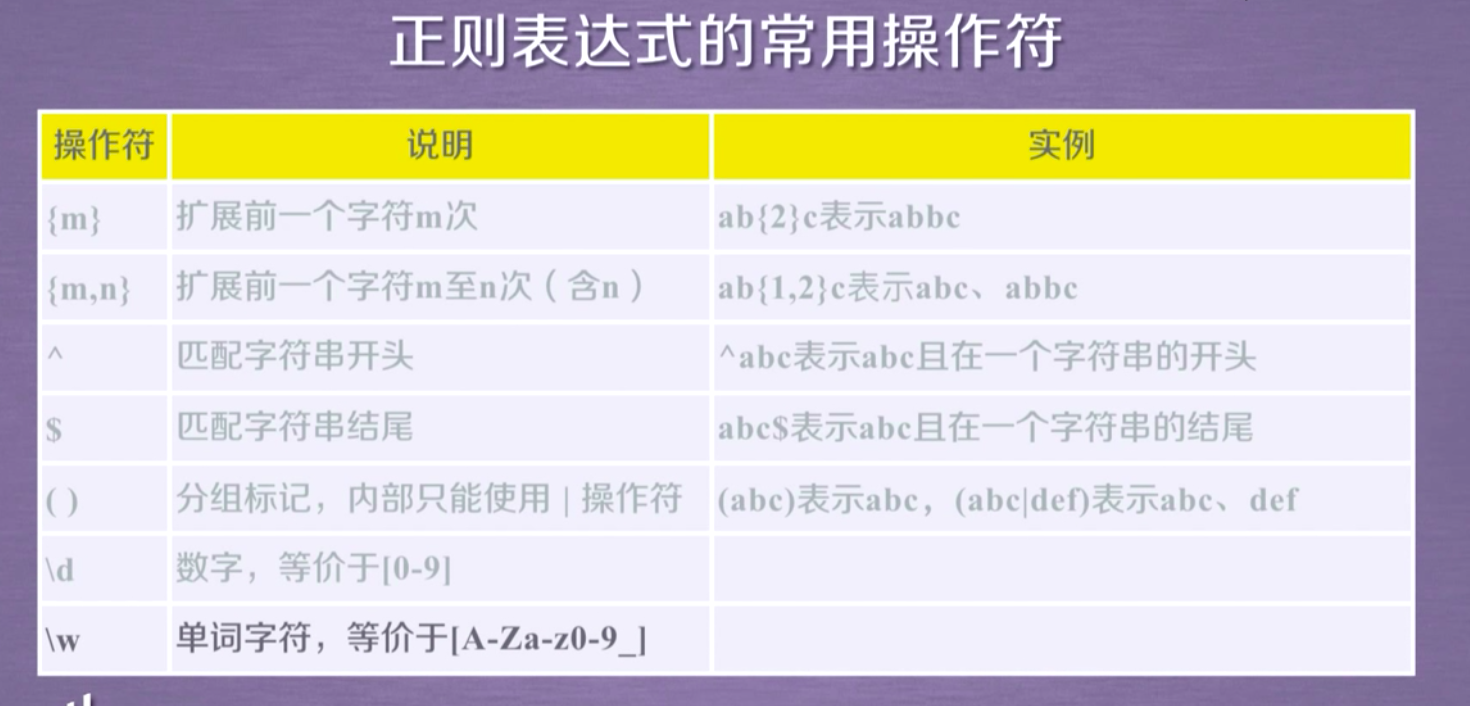 正则表达式的常用操作符
操作符 说明 实例
{m} 扩展前一个字符m次 ab{2}c表示abbc
{m,n} 扩展前一个字符m至n次（含n） ab{1,2}c表示abc、abbc
^ 匹配字符串开头 ^abc表示abc且在一个字符串的开头
$ 匹配字符串结尾 abc$表示abc且在一个字符串的结尾
( ) 分组标记，内部只能使用 | 操作符 (abc)表示abc，(abc|def)表示abc、def
\d 数字，等价于[0-9]
\w 单词字符，等价于[A-Za-z0-9_]